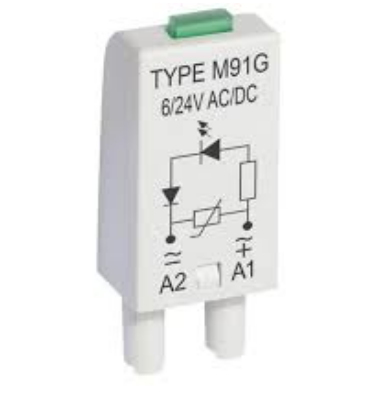 TYPE M91G
6/24V AC/DC
≂ ≂
+
A2 A1